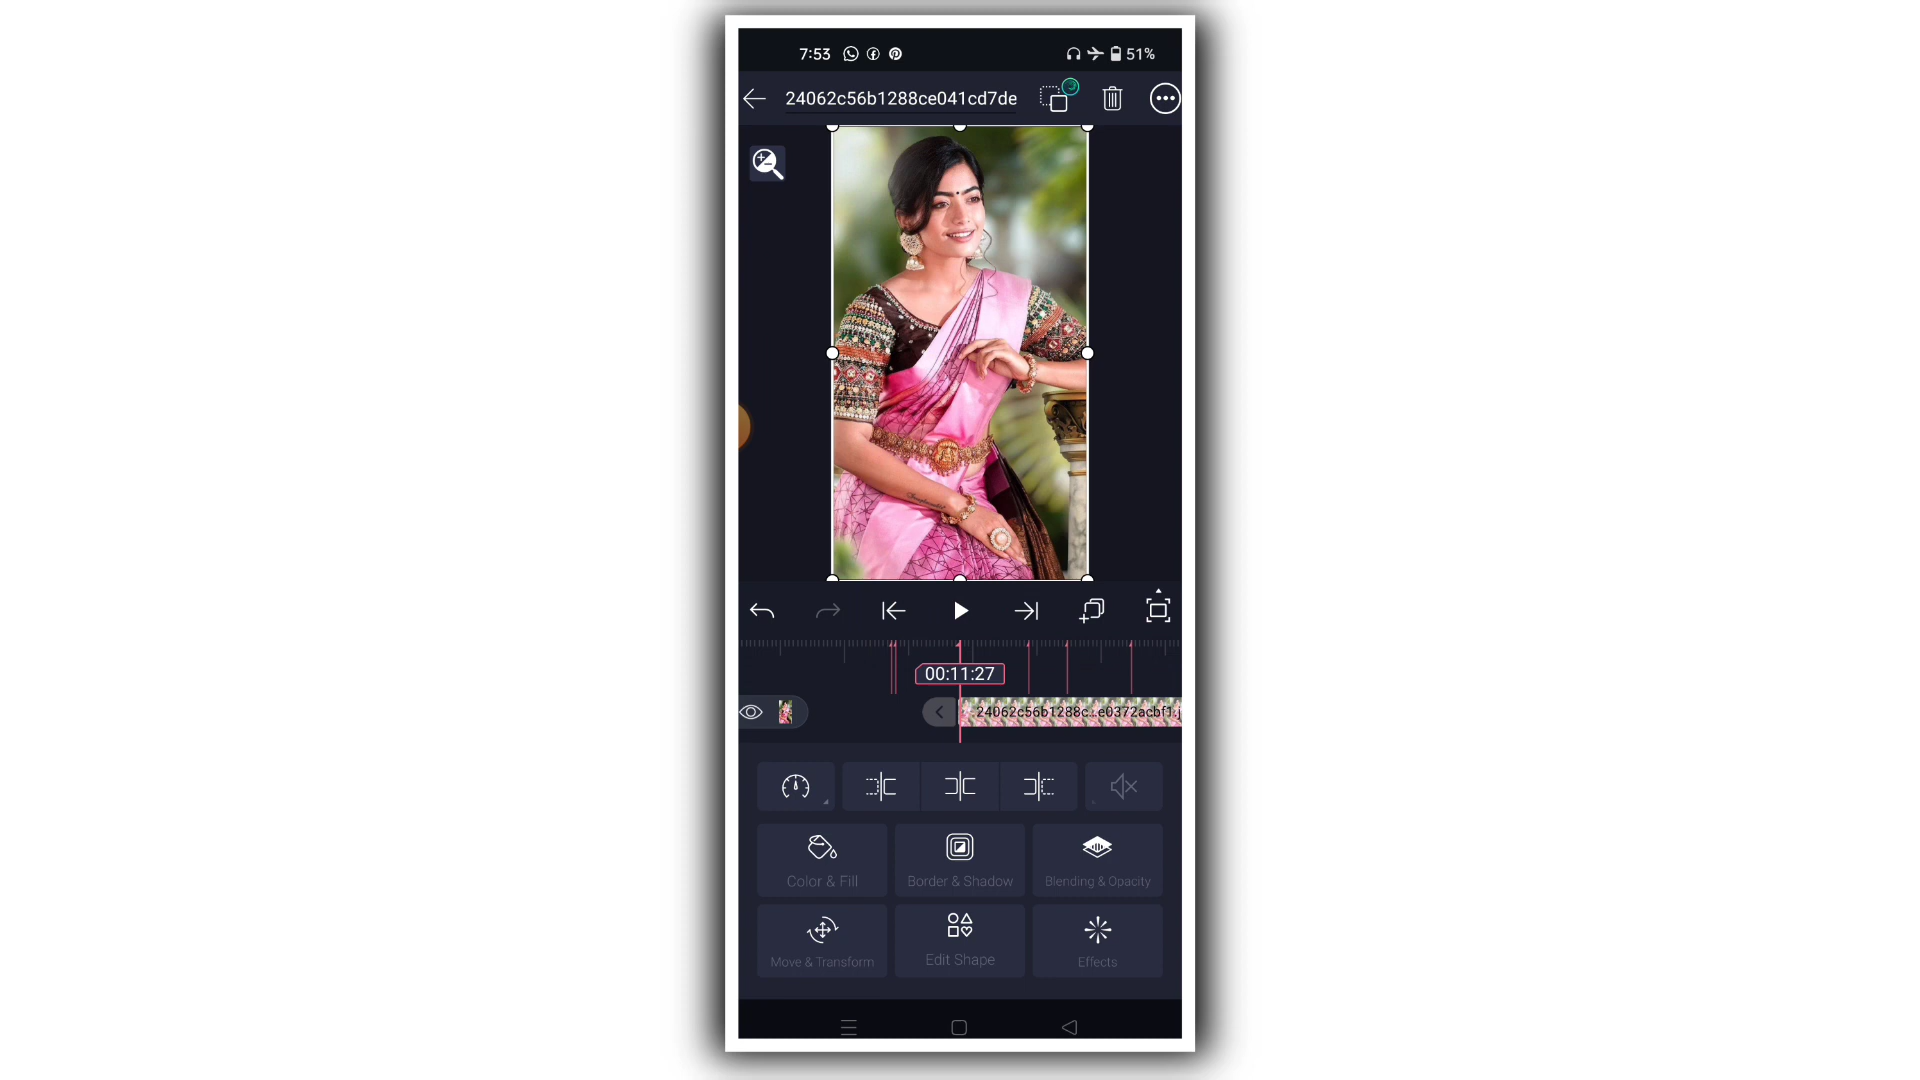 7:53
51%
24062c56b1288ce041cd7de
00:11:27
24062c56b1288c...e0372acbf1.j
Color & Fill
Border & Shadow
Blending & Opacity
Move & Transform
Edit Shape
Effects